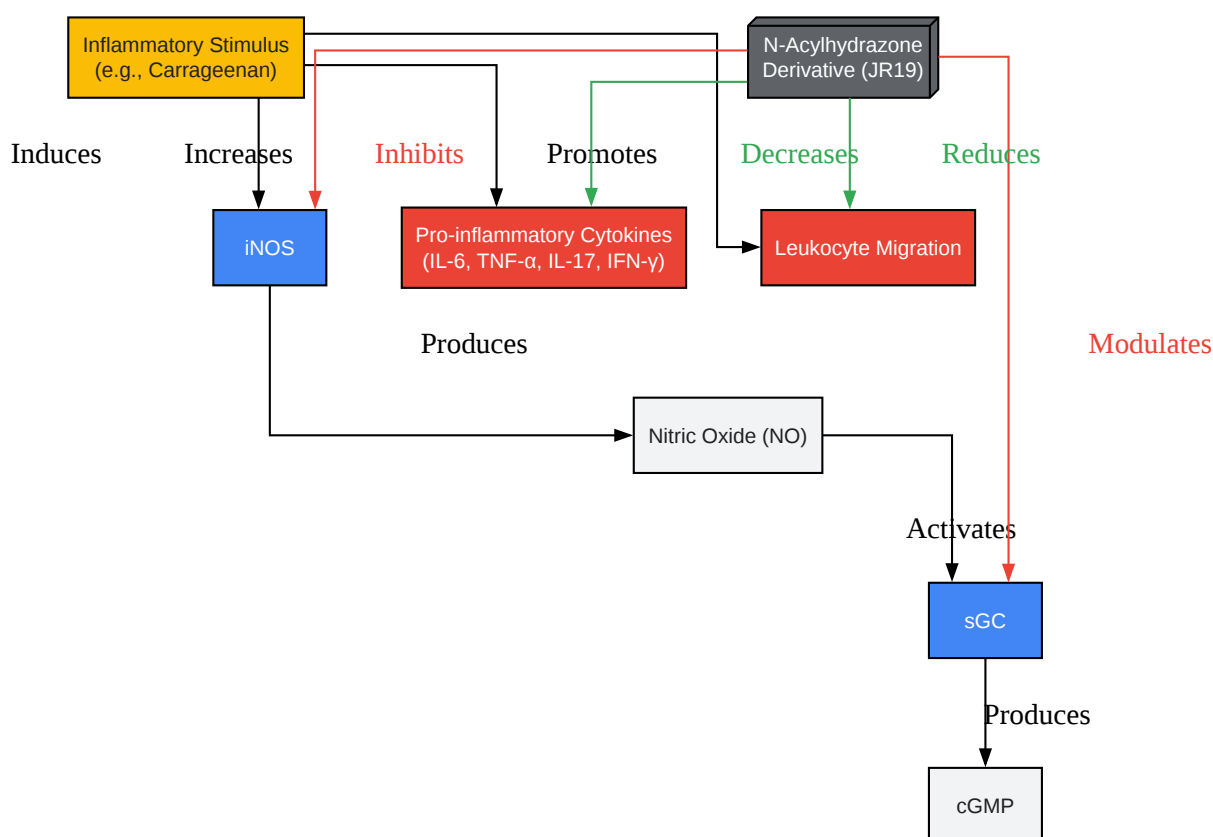 Inflammatory Stimulus
(e.g., Carrageenan)
N-Acylhydrazone
Derivative (JR19)
Induces
Increases
Inhibits
Promotes
Decreases
Reduces
iNOS
Pro-inflammatory Cytokines
(IL-6, TNF-α, IL-17, IFN-γ)
Leukocyte Migration
Produces
Modulates
Nitric Oxide (NO)
Activates
sGC
Produces
cGMP